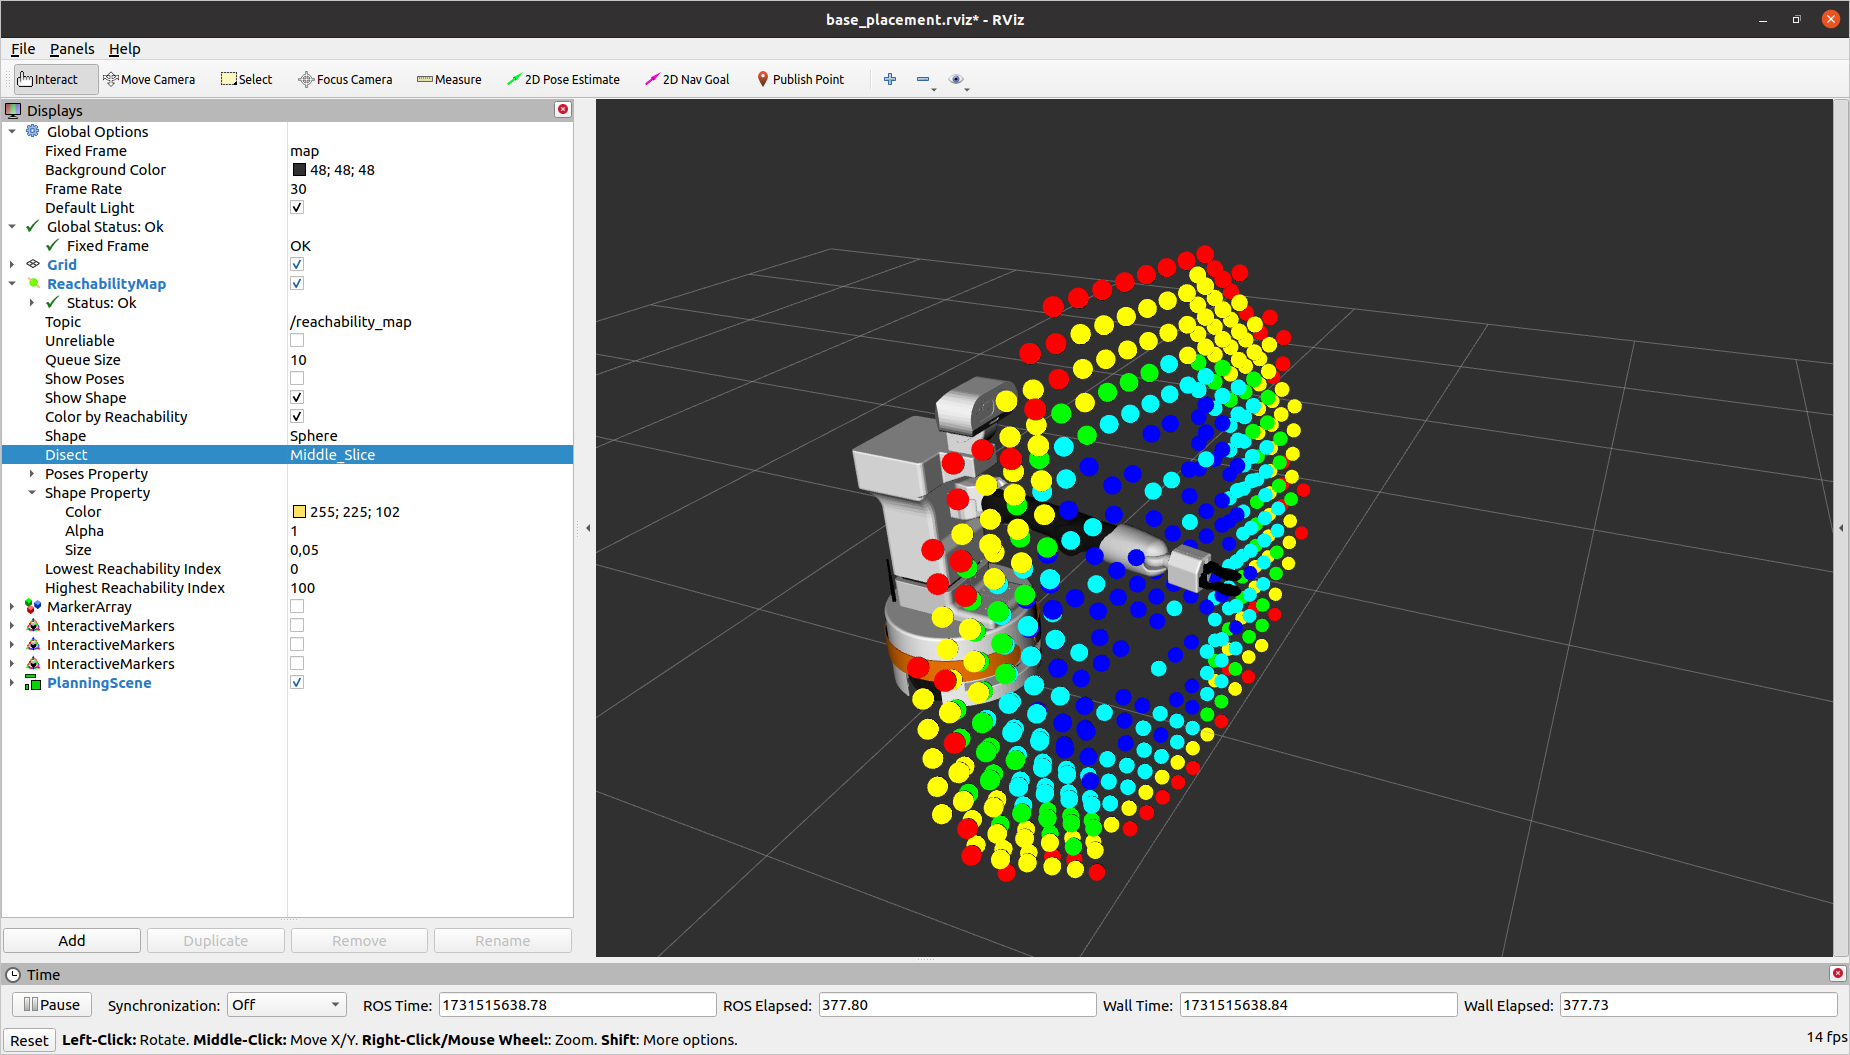 base_placement.rviz* - RViz
File Panels Help
Interact Move Camera Select Focus Camera Measure 2D Pose Estimate 2D Nav Goal Publish Point
Displays
Global Options
Fixed Frame map
Background Color 48; 48; 48
Frame Rate 30
Default Light
Global Status: Ok
Fixed Frame OK
Grid
ReachabilityMap
Status: Ok
Topic /reachability_map
Unreliable
Queue Size 10
Show Poses
Show Shape
Color by Reachability
Shape Sphere
Disect Middle_Slice
Poses Property
Shape Property
Color 255; 225; 102
Alpha 1
Size 0,05
Lowest Reachability Index 0
Highest Reachability Index 100
MarkerArray
InteractiveMarkers
InteractiveMarkers
InteractiveMarkers
PlanningScene
Add Duplicate Remove Rename
Time
Pause Synchronization: Off ROS Time: 1731515638.78 ROS Elapsed: 377.80 Wall Time: 1731515638.84 Wall Elapsed: 377.73
Reset Left-Click: Rotate. Middle-Click: Move X/Y. Right-Click/Mouse Wheel:: Zoom. Shift: More options. 14 fps